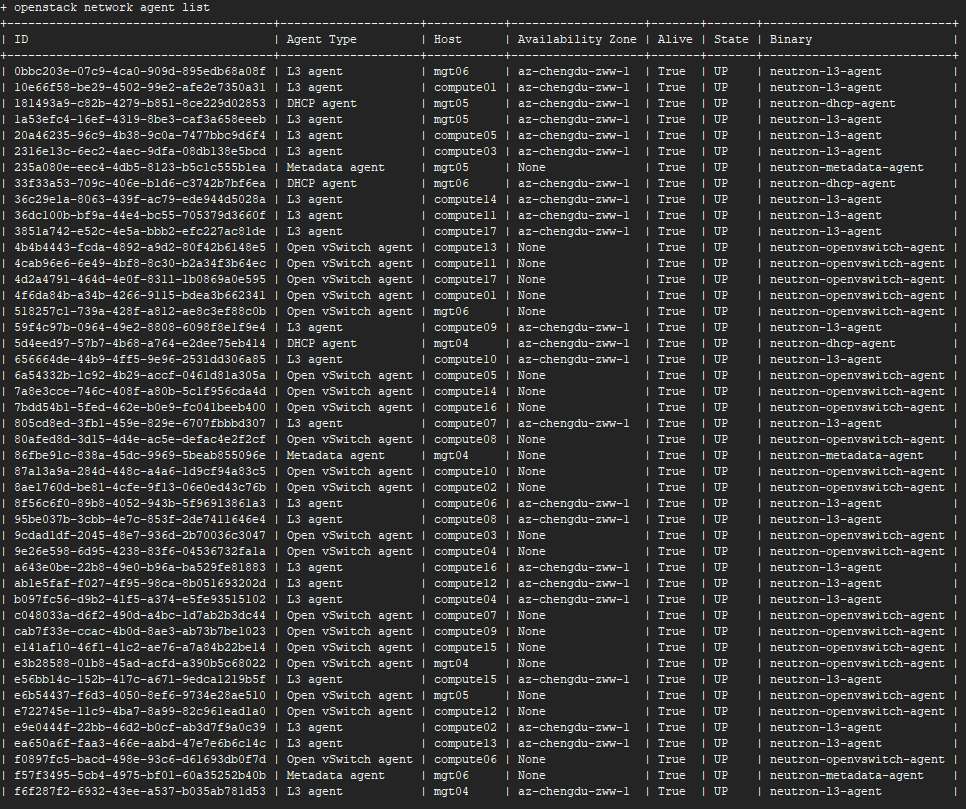 + openstack network agent list
+--------------------------------------+--------------------+-----------+-------------------+-------+-------+---------------------------+
| ID                                   | Agent Type         | Host      | Availability Zone | Alive | State | Binary                    |
+--------------------------------------+--------------------+-----------+-------------------+-------+-------+---------------------------+
| 0bbc203e-07c9-4ca0-909d-895edb68a08f | L3 agent           | mgt06     | az-chengdu-zww-1  | True  | UP    | neutron-l3-agent          |
| 10e66f58-be29-4502-99e2-afe2e7350a31 | L3 agent           | compute01 | az-chengdu-zww-1  | True  | UP    | neutron-l3-agent          |
| 181493a9-c82b-4279-b851-8ce229d02853 | DHCP agent         | mgt05     | az-chengdu-zww-1  | True  | UP    | neutron-dhcp-agent        |
| 1a53efc4-16ef-4319-8be3-caf3a658eeeb | L3 agent           | mgt05     | az-chengdu-zww-1  | True  | UP    | neutron-l3-agent          |
| 20a46235-96c9-4b38-9c0a-7477bbc9d6f4 | L3 agent           | compute05 | az-chengdu-zww-1  | True  | UP    | neutron-l3-agent          |
| 2316e13c-6ec2-4aec-9dfa-08db138e5bcd | L3 agent           | compute03 | az-chengdu-zww-1  | True  | UP    | neutron-l3-agent          |
| 235a080e-eec4-4db5-8123-b5c1c555b1ea | Metadata agent     | mgt05     | None              | True  | UP    | neutron-metadata-agent    |
| 33f33a53-709c-406e-b1d6-c3742b7bf6ea | DHCP agent         | mgt06     | az-chengdu-zww-1  | True  | UP    | neutron-dhcp-agent        |
| 36c29e1a-8063-439f-ac79-ede944d5028a | L3 agent           | compute14 | az-chengdu-zww-1  | True  | UP    | neutron-l3-agent          |
| 36dc100b-bf9a-44e4-bc55-705379d3660f | L3 agent           | compute11 | az-chengdu-zww-1  | True  | UP    | neutron-l3-agent          |
| 3851a742-e52c-4e5a-bbb2-efc227ac81de | L3 agent           | compute17 | az-chengdu-zww-1  | True  | UP    | neutron-l3-agent          |
| 4b4b4443-fcda-4892-a9d2-80f42b6148e5 | Open vSwitch agent | compute13 | None              | True  | UP    | neutron-openvswitch-agent |
| 4cab96e6-6e49-4bf8-8c30-b2a34f3b64ec | Open vSwitch agent | compute11 | None              | True  | UP    | neutron-openvswitch-agent |
| 4d2a4791-464d-4e0f-8311-1b0869a0e595 | Open vSwitch agent | compute17 | None              | True  | UP    | neutron-openvswitch-agent |
| 4f6da84b-a34b-4266-9115-bdea3b662341 | Open vSwitch agent | compute01 | None              | True  | UP    | neutron-openvswitch-agent |
| 518257c1-739a-428f-a812-ae8c3ef88c0b | Open vSwitch agent | mgt06     | None              | True  | UP    | neutron-openvswitch-agent |
| 59f4c97b-0964-49e2-8808-6098f8e1f9e4 | L3 agent           | compute09 | az-chengdu-zww-1  | True  | UP    | neutron-l3-agent          |
| 5d4eed97-57b7-4b68-a764-e2dee75eb414 | DHCP agent         | mgt04     | az-chengdu-zww-1  | True  | UP    | neutron-dhcp-agent        |
| 656664de-44b9-4ff5-9e96-2531dd306a85 | L3 agent           | compute10 | az-chengdu-zww-1  | True  | UP    | neutron-l3-agent          |
| 6a54332b-1c92-4b29-accf-0461d81a305a | Open vSwitch agent | compute05 | None              | True  | UP    | neutron-openvswitch-agent |
| 7a8e3cce-746c-408f-a80b-5c1f956cda4d | Open vSwitch agent | compute14 | None              | True  | UP    | neutron-openvswitch-agent |
| 7bdd54b1-5fed-462e-b0e9-fc041beeb400 | Open vSwitch agent | compute16 | None              | True  | UP    | neutron-openvswitch-agent |
| 805cd8ed-3fb1-459e-829e-6707fbbbd307 | L3 agent           | compute07 | az-chengdu-zww-1  | True  | UP    | neutron-l3-agent          |
| 80afed8d-3d15-4d4e-ac5e-defac4e2f2cf | Open vSwitch agent | compute08 | None              | True  | UP    | neutron-openvswitch-agent |
| 86fbe91c-838a-45dc-9969-5beab855096e | Metadata agent     | mgt04     | None              | True  | UP    | neutron-metadata-agent    |
| 87a13a9a-284d-448c-a4a6-1d9cf94a83c5 | Open vSwitch agent | compute10 | None              | True  | UP    | neutron-openvswitch-agent |
| 8ae1760d-be81-4cfe-9f13-06e0ed43c76b | Open vSwitch agent | compute02 | None              | True  | UP    | neutron-openvswitch-agent |
| 8f56c6f0-89b8-4052-943b-5f96913861a3 | L3 agent           | compute06 | az-chengdu-zww-1  | True  | UP    | neutron-l3-agent          |
| 95be037b-3cbb-4e7c-853f-2de7411646e4 | L3 agent           | compute08 | az-chengdu-zww-1  | True  | UP    | neutron-l3-agent          |
| 9cdad1df-2045-48e7-936d-2b70036c3047 | Open vSwitch agent | compute03 | None              | True  | UP    | neutron-openvswitch-agent |
| 9e26e598-6d95-4238-83f6-04536732fa1a | Open vSwitch agent | compute04 | None              | True  | UP    | neutron-openvswitch-agent |
| a643e0be-22b8-49e0-b96a-ba529fe81883 | L3 agent           | compute16 | az-chengdu-zww-1  | True  | UP    | neutron-l3-agent          |
| ab1e5faf-f027-4f95-98ca-8b051693202d | L3 agent           | compute12 | az-chengdu-zww-1  | True  | UP    | neutron-l3-agent          |
| b097fc56-d9b2-41f5-a374-e5fe93515102 | L3 agent           | compute04 | az-chengdu-zww-1  | True  | UP    | neutron-l3-agent          |
| c048033a-d6f2-490d-a4bc-1d7ab2b3dc44 | Open vSwitch agent | compute07 | None              | True  | UP    | neutron-openvswitch-agent |
| cab7f33e-ccac-4b0d-8ae3-ab73b7be1023 | Open vSwitch agent | compute09 | None              | True  | UP    | neutron-openvswitch-agent |
| e141af10-46f1-41c2-ae76-a7a84b22be14 | Open vSwitch agent | compute15 | None              | True  | UP    | neutron-openvswitch-agent |
| e3b28588-01b8-45ad-acfd-a390b5c68022 | Open vSwitch agent | mgt04     | None              | True  | UP    | neutron-openvswitch-agent |
| e56bb14c-152b-417c-a671-9edca1219b5f | L3 agent           | compute15 | az-chengdu-zww-1  | True  | UP    | neutron-l3-agent          |
| e6b54437-f6d3-4050-8ef6-9734e28ae510 | Open vSwitch agent | mgt05     | None              | True  | UP    | neutron-openvswitch-agent |
| e722745e-11c9-4ba7-8a99-82c961ead1a0 | Open vSwitch agent | compute12 | None              | True  | UP    | neutron-openvswitch-agent |
| e9e0444f-22bb-46d2-b0cf-ab3d7f9a0c39 | L3 agent           | compute02 | az-chengdu-zww-1  | True  | UP    | neutron-l3-agent          |
| ea650a6f-faa3-466e-aabd-47e7e6b6c14c | L3 agent           | compute13 | az-chengdu-zww-1  | True  | UP    | neutron-l3-agent          |
| f0897fc5-bacd-498e-93c6-d61693db0f7d | Open vSwitch agent | compute06 | None              | True  | UP    | neutron-openvswitch-agent |
| f57f3495-5cb4-4975-bf01-60a35252b40b | Metadata agent     | mgt06     | None              | True  | UP    | neutron-metadata-agent    |
| f6f287f2-6932-43ee-a537-b035ab781d53 | L3 agent           | mgt04     | az-chengdu-zww-1  | True  | UP    | neutron-l3-agent          |